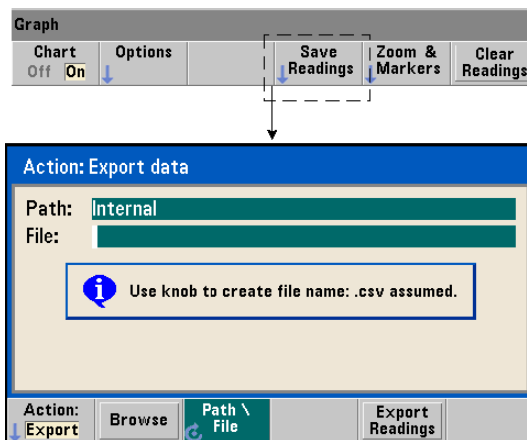 Graph
Chart
Off On
Options
Save
Readings
Zoom &
Markers
Clear
Readings
Action: Export data
Path: Internal
File:
i Use knob to create file name: .csv assumed.
Action:
Export
Browse
Path \
File
Export
Readings